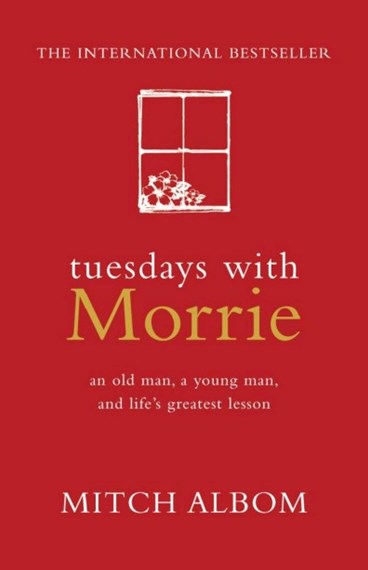 THE INTERNATIONAL BESTSELLER
tuesdays with
Morrie
an old man, a young man,
and life's greatest lesson
MITCH ALBOM